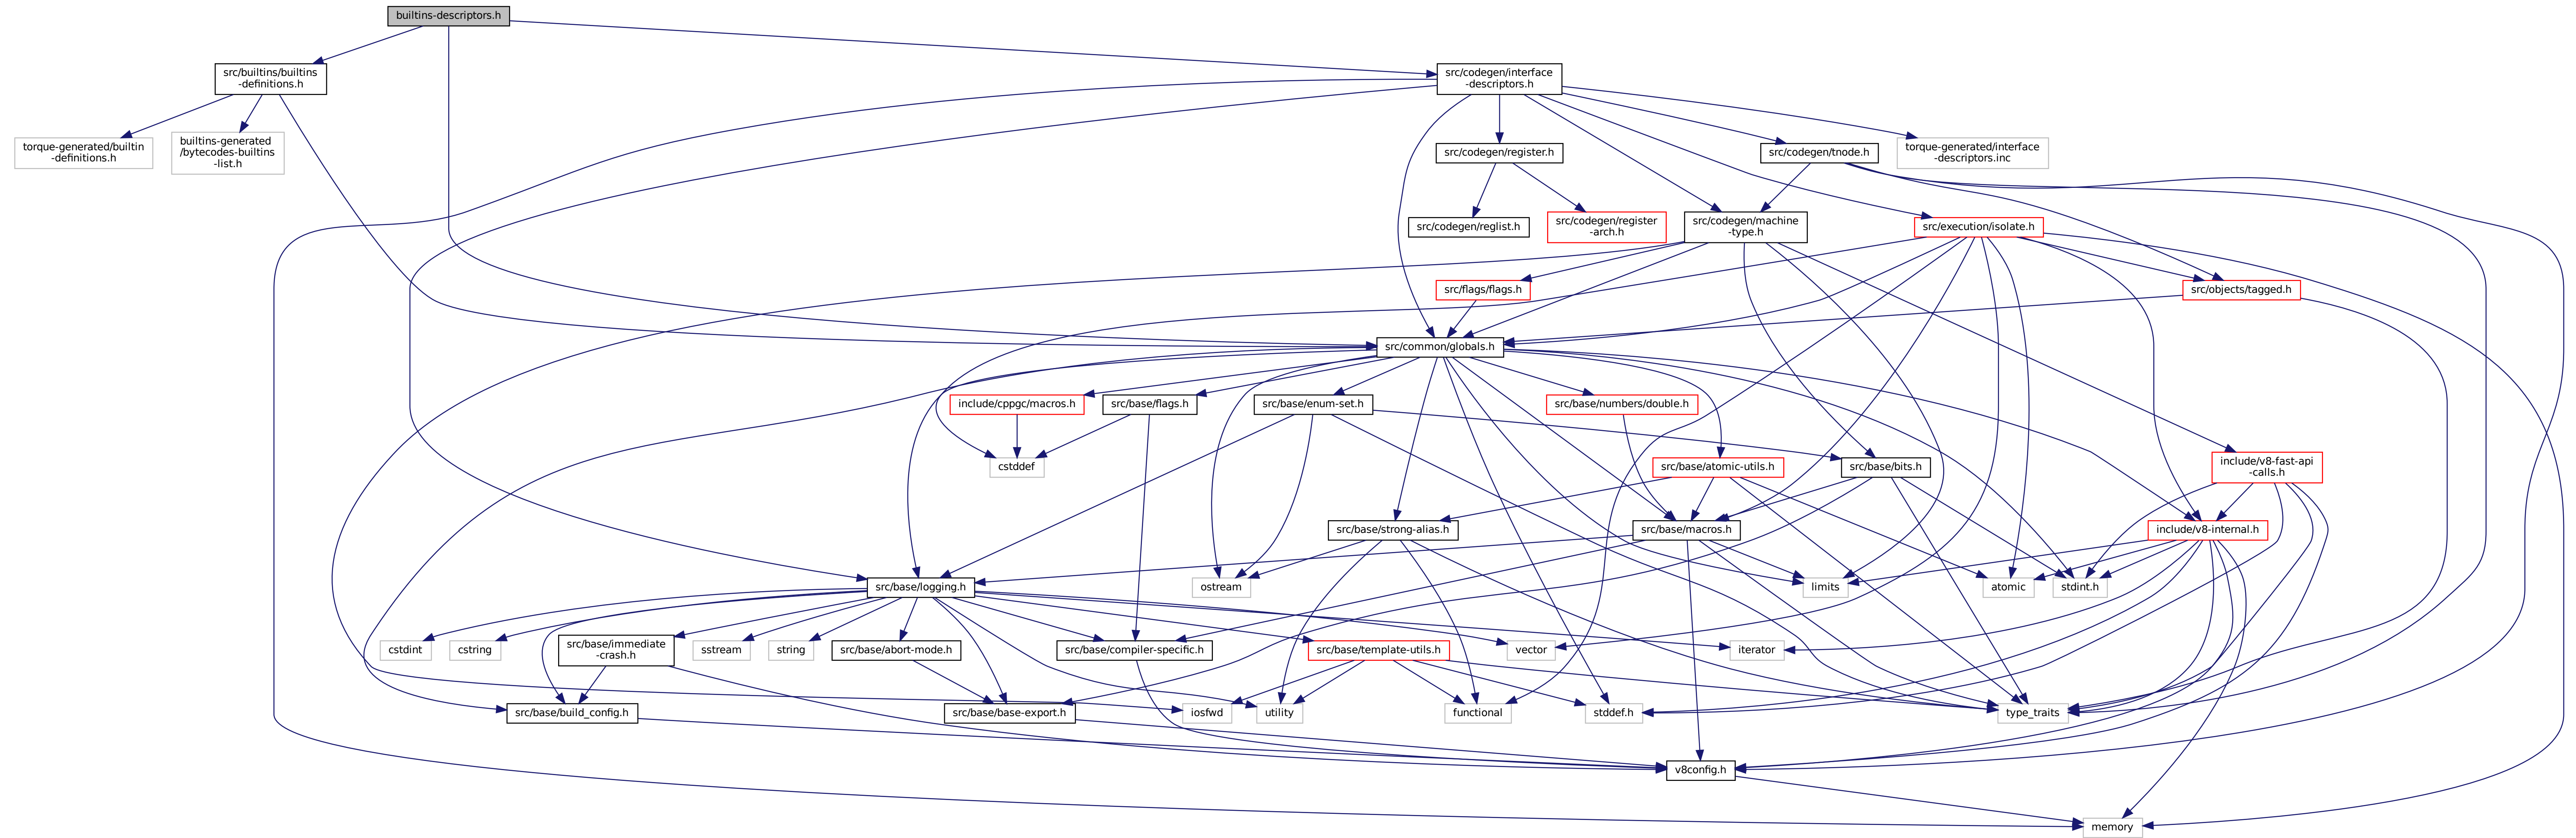 builtins-descriptors.h
src/builtins/builtins
-definitions.h
src/codegen/interface
-descriptors.h
torque-generated/builtin
-definitions.h
builtins-generated
/bytecodes-builtins
-list.h
src/codegen/register.h
src/codegen/tnode.h
torque-generated/interface
-descriptors.inc
src/codegen/reglist.h
src/codegen/register
-arch.h
src/codegen/machine
-type.h
src/execution/isolate.h
src/flags/flags.h
src/objects/tagged.h
src/common/globals.h
include/cppgc/macros.h
src/base/flags.h
src/base/enum-set.h
src/base/numbers/double.h
cstddef
src/base/atomic-utils.h
src/base/bits.h
include/v8-fast-api
-calls.h
src/base/strong-alias.h
src/base/macros.h
include/v8-internal.h
src/base/logging.h
ostream
limits
atomic
stdint.h
cstdint
cstring
src/base/immediate
-crash.h
sstream
string
src/base/abort-mode.h
src/base/compiler-specific.h
src/base/template-utils.h
vector
iterator
src/base/build_config.h
src/base/base-export.h
iosfwd
utility
functional
stddef.h
type_traits
v8config.h
memory